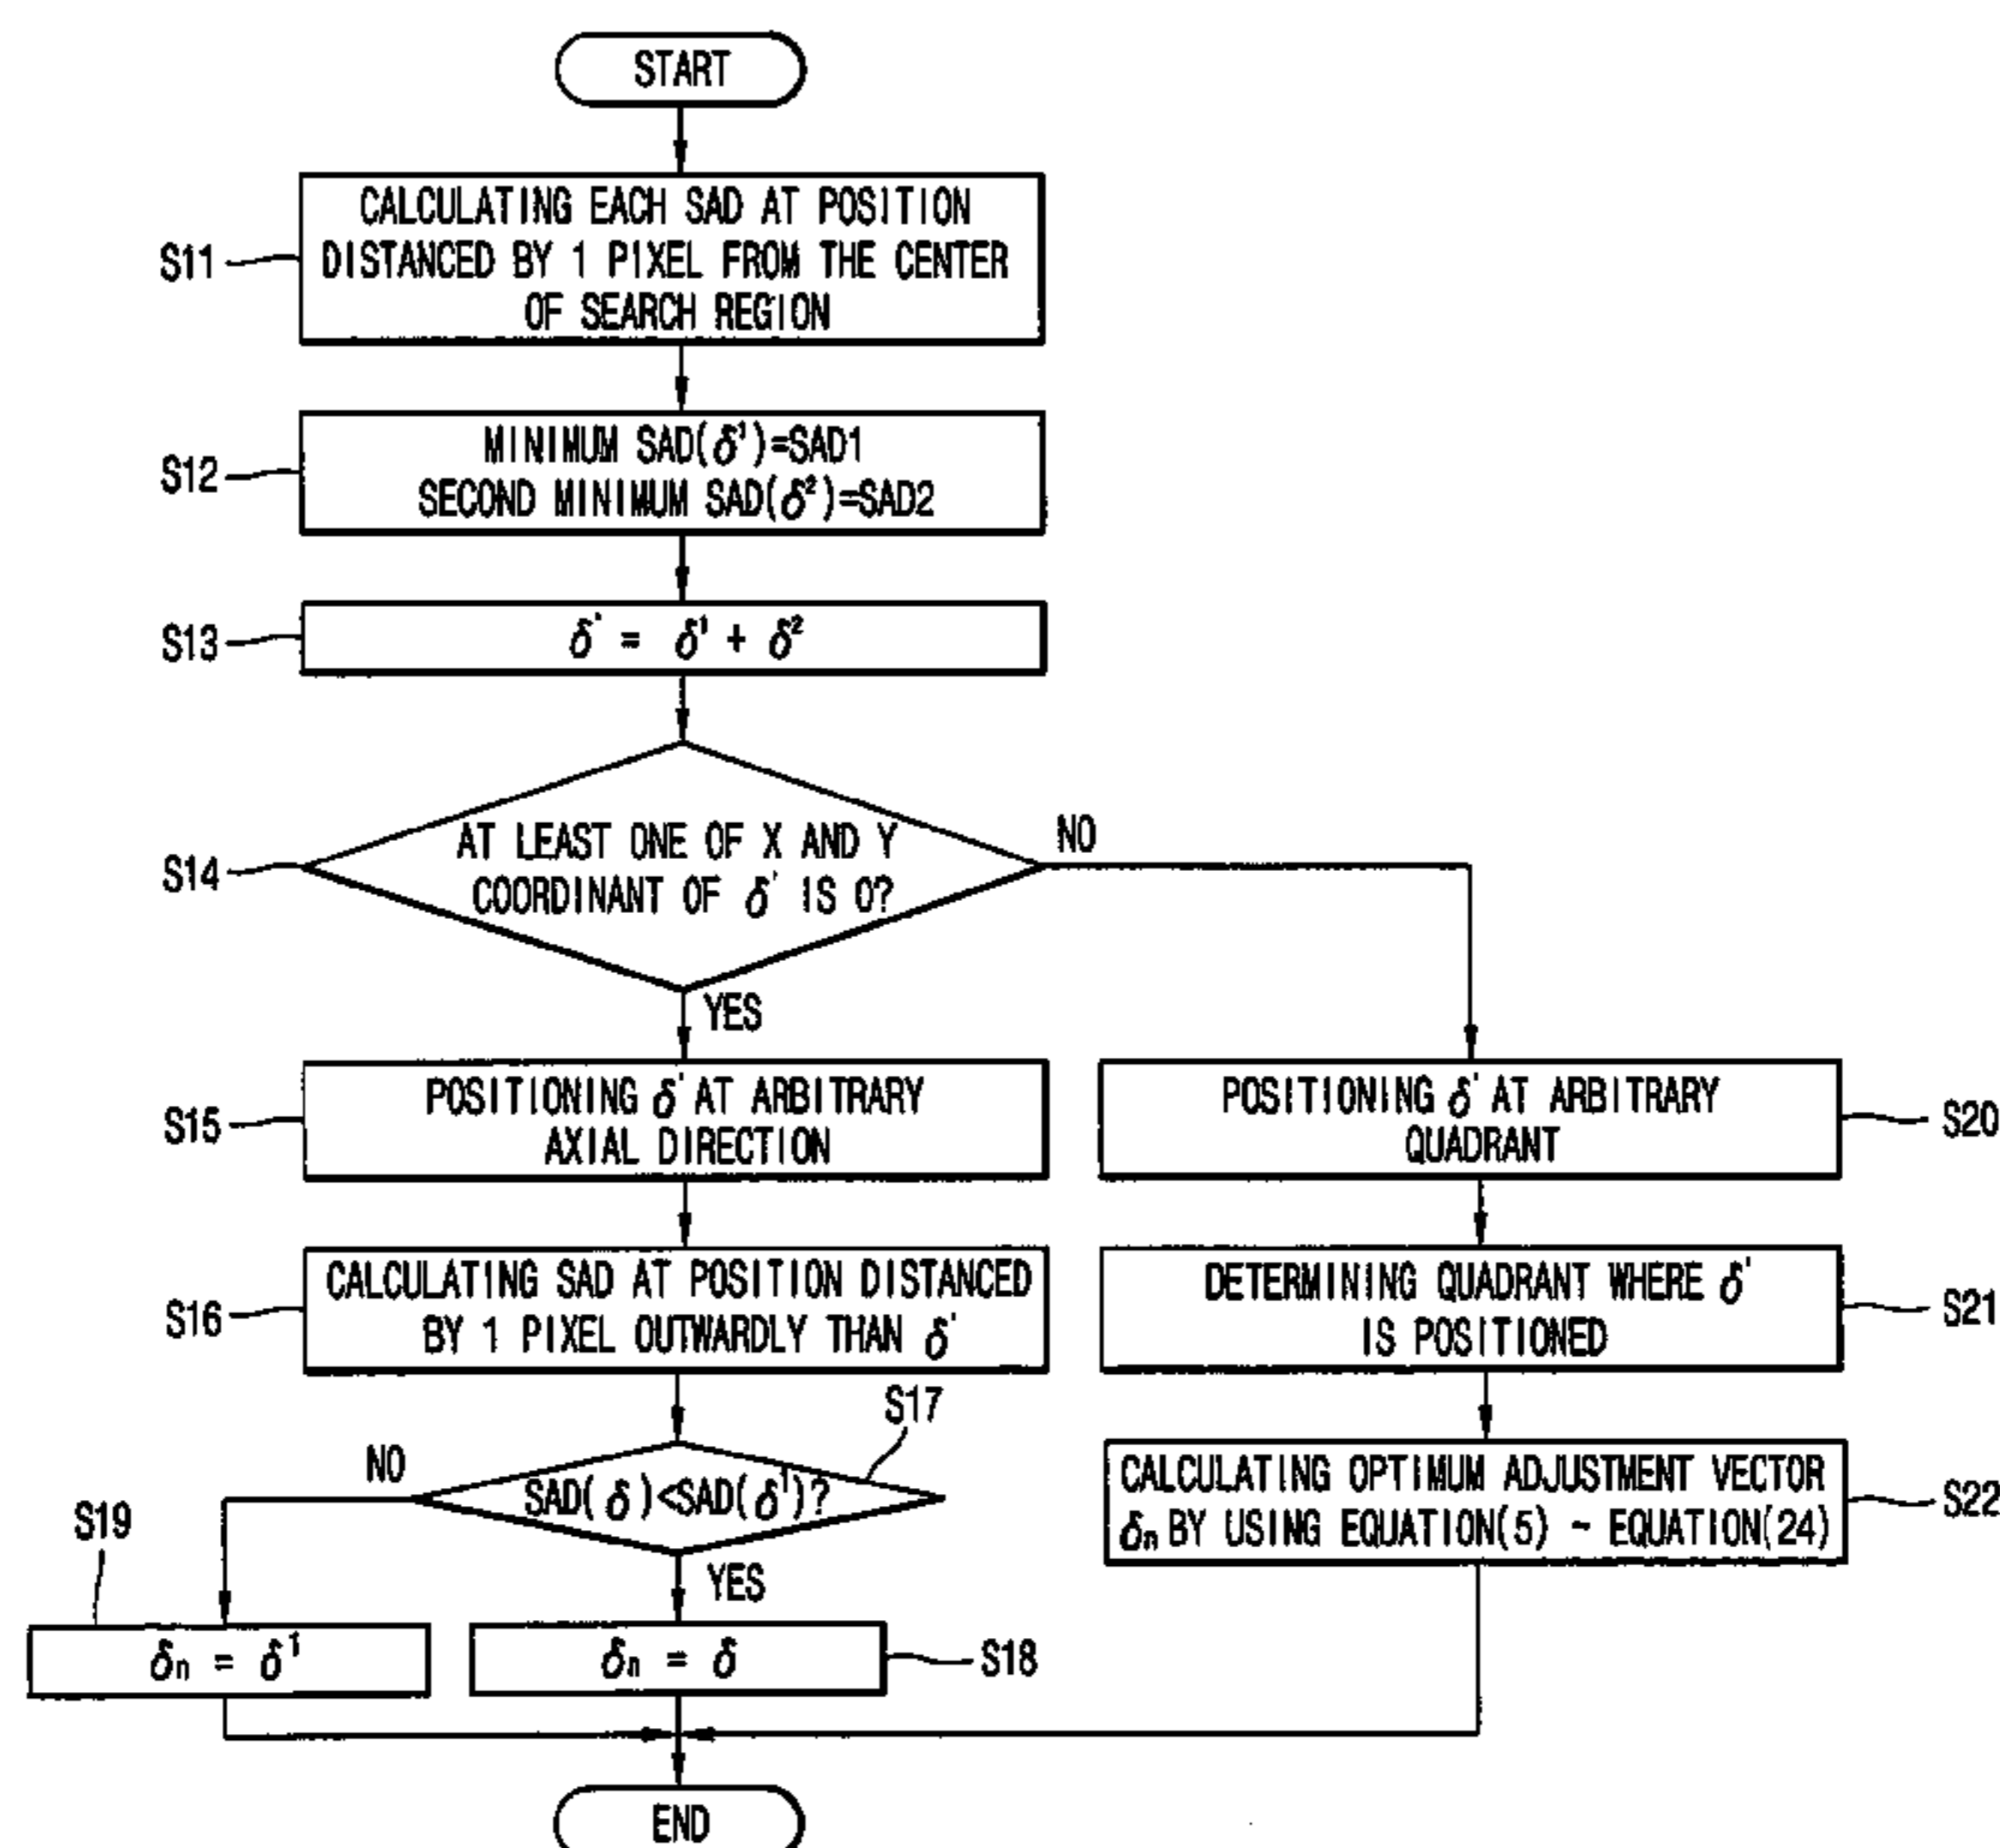 START
S11
CALCULATING EACH SAD AT POSITION
DISTANCED BY 1 PIXEL FROM THE CENTER
OF SEARCH REGION
S12
MINIMUM SAD(δ¹)=SAD1
SECOND MINIMUM SAD(δ²)=SAD2
S13
δ' = δ¹ + δ²
S14
AT LEAST ONE OF X AND Y
COORDINANT OF δ' IS 0?
NO
YES
S15
POSITIONING δ' AT ARBITRARY
AXIAL DIRECTION
POSITIONING δ' AT ARBITRARY
QUADRANT
S20
S16
CALCULATING SAD AT POSITION DISTANCED
BY 1 PIXEL OUTWARDLY THAN δ'
DETERMINING QUADRANT WHERE δ'
IS POSITIONED
S21
S17
NO
SAD(δ)<SAD(δ¹)?
YES
CALCULATING OPTIMUM ADJUSTMENT VECTOR
δn BY USING EQUATION(5) ~ EQUATION(24)
S22
S19
δn = δ¹
δn = δ
S18
END